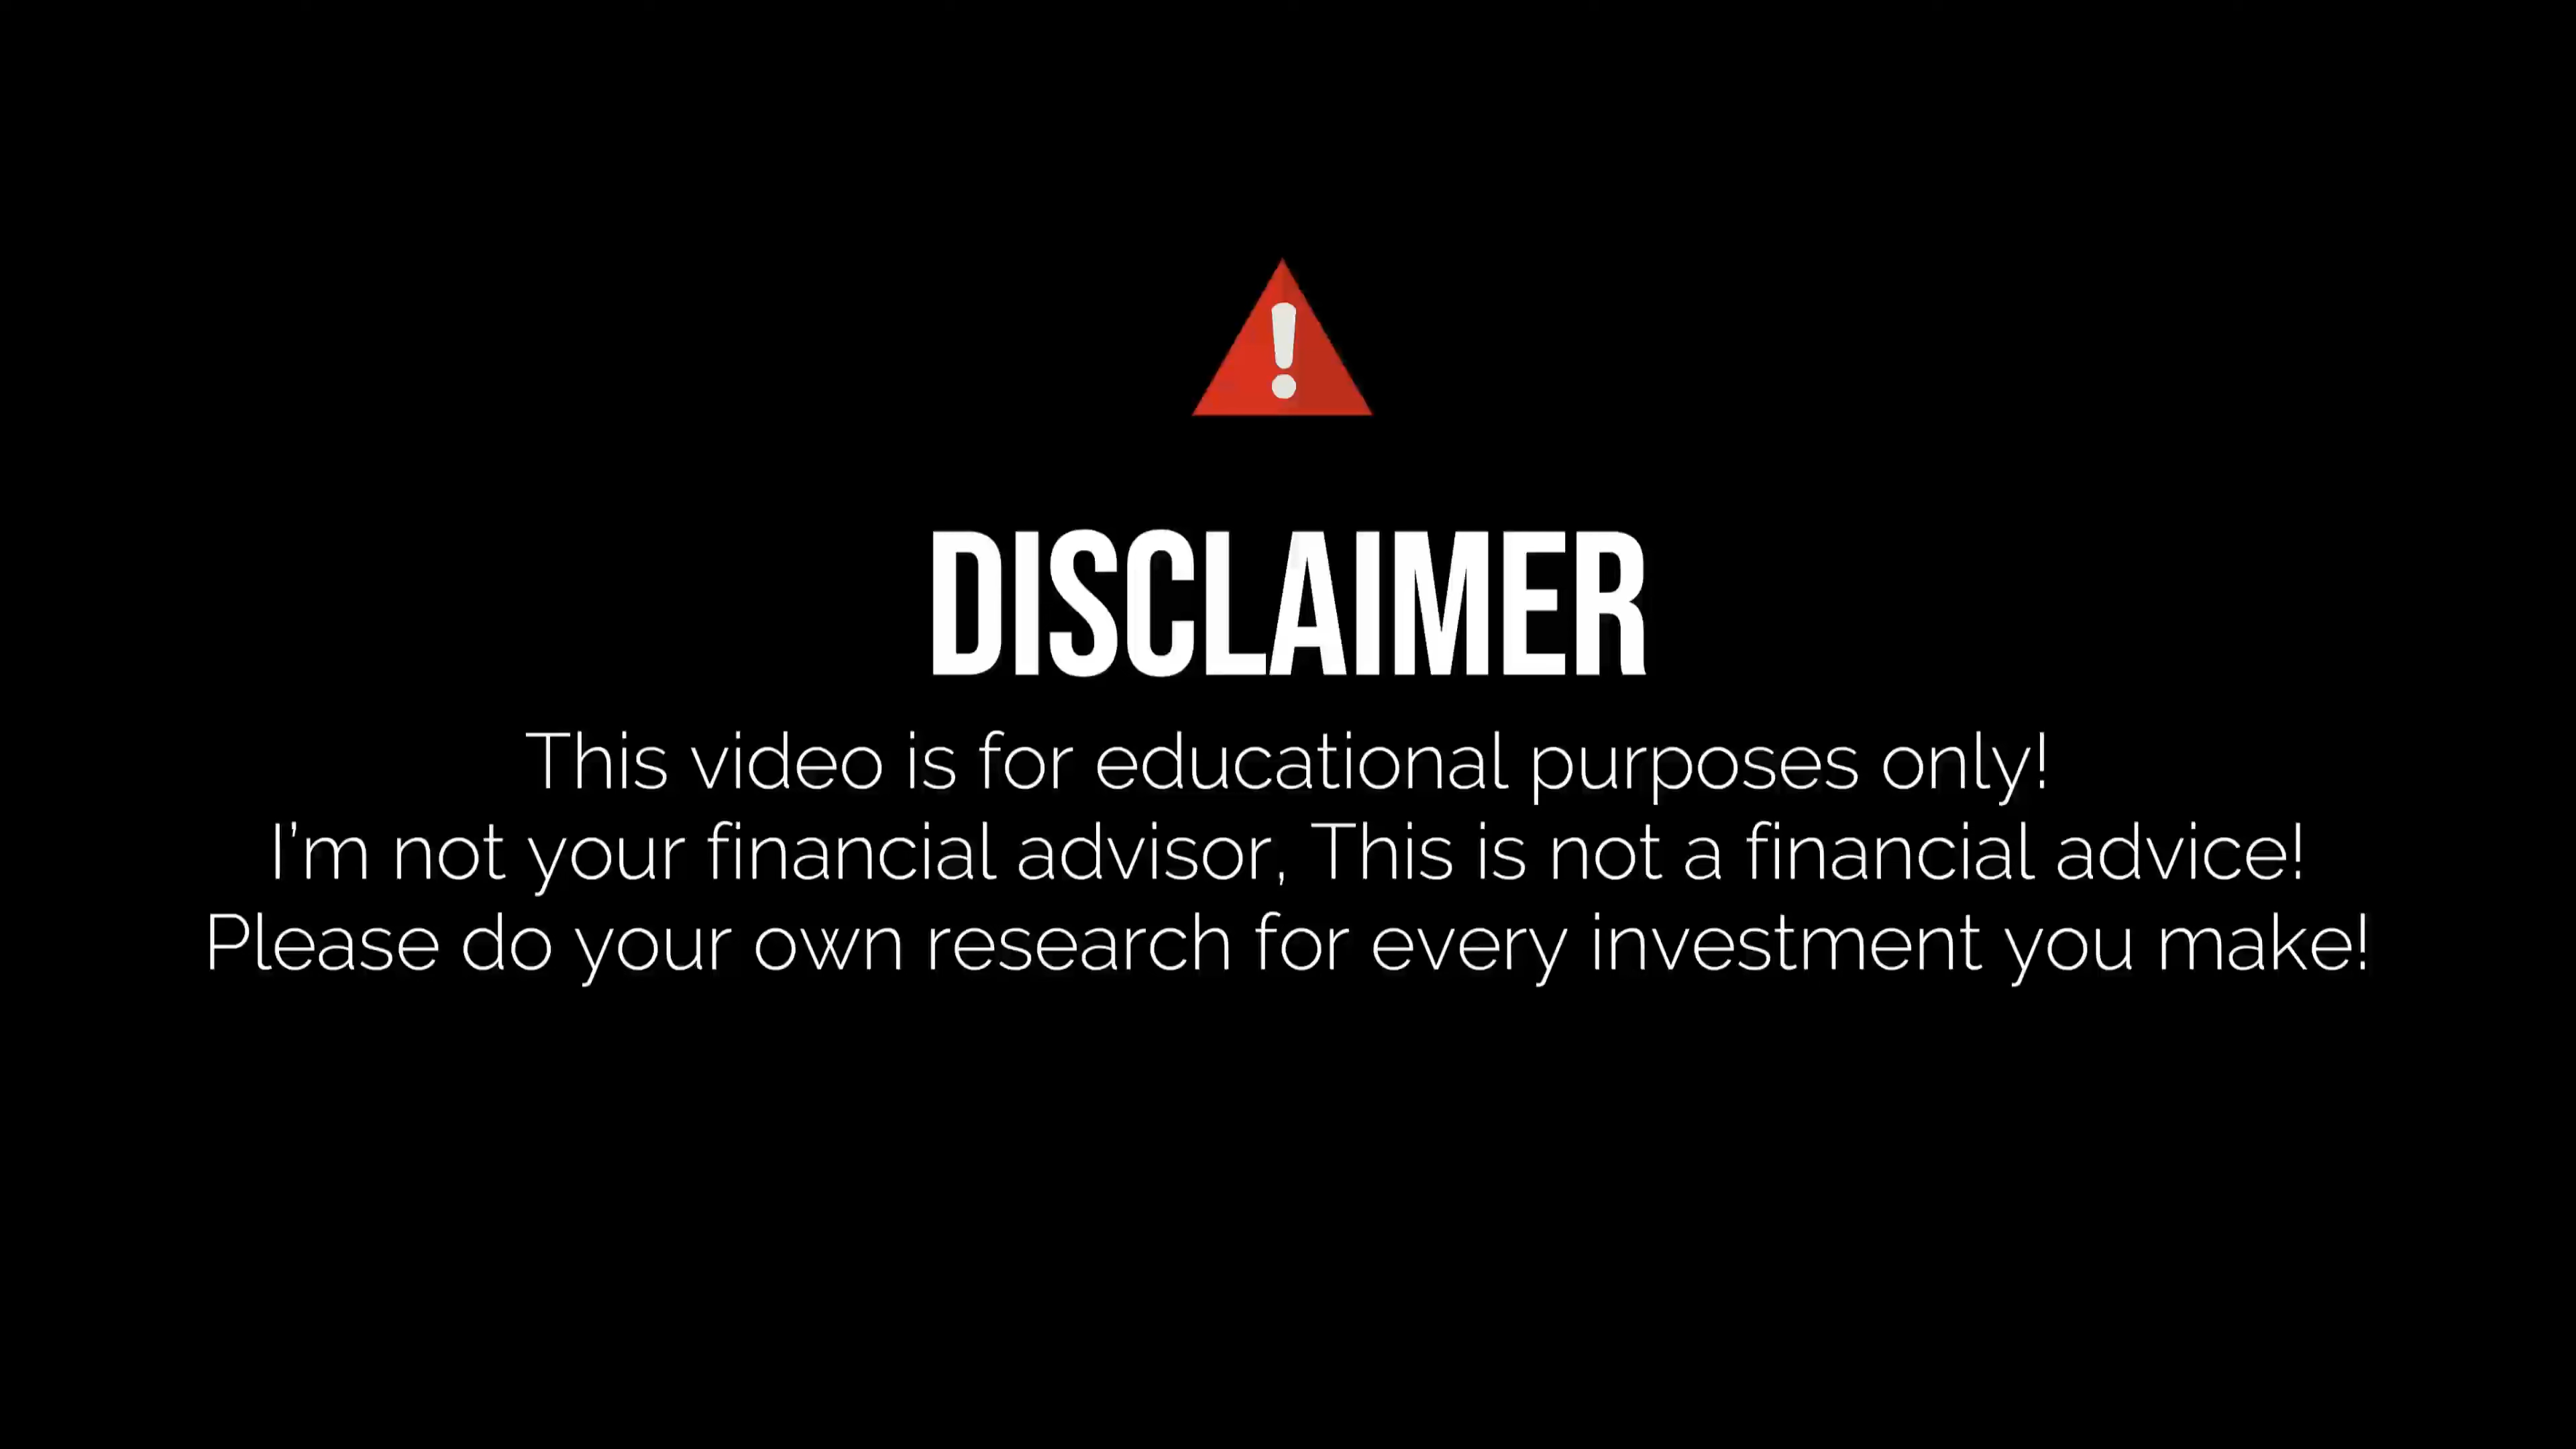 DISCLAIMER
This video is for educational purposes only!
I'm not your financial advisor, This is not a financial advice!
Please do your own research for every investment you make!